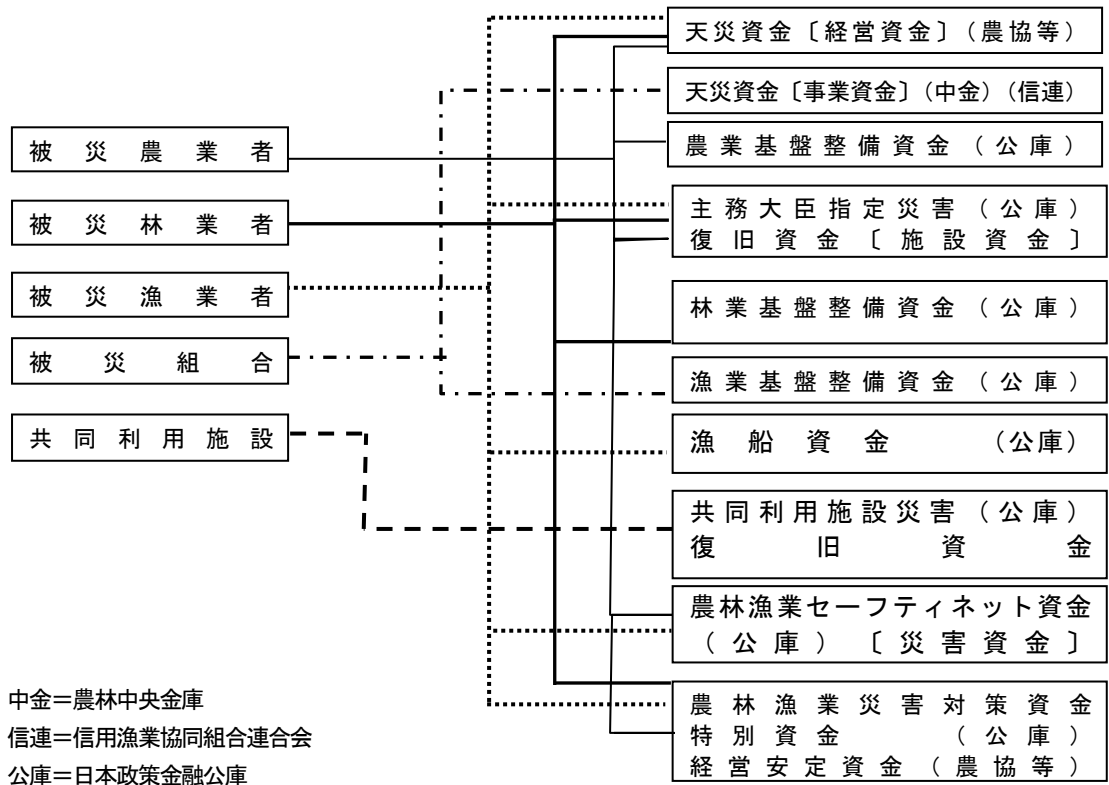 天災資金〔経営資金〕（農協等）
天災資金〔事業資金〕（中金）（信連）
農業基盤整備資金（公庫）
主務大臣指定災害（公庫）
復旧資金〔施設資金〕
林業基盤整備資金（公庫）
漁業基盤整備資金（公庫）
漁船資金（公庫）
共同利用施設災害（公庫）
復旧資金
農林漁業セーフティネット資金
（公庫）〔災害資金〕
農林漁業災害対策資金
特別資金（公庫）
経営安定資金（農協等）
被災農業者
被災林業者
被災漁業者
被災組合
共同利用施設
中金＝農林中央金庫
信連＝信用漁業協同組合連合会
公庫＝日本政策金融公庫